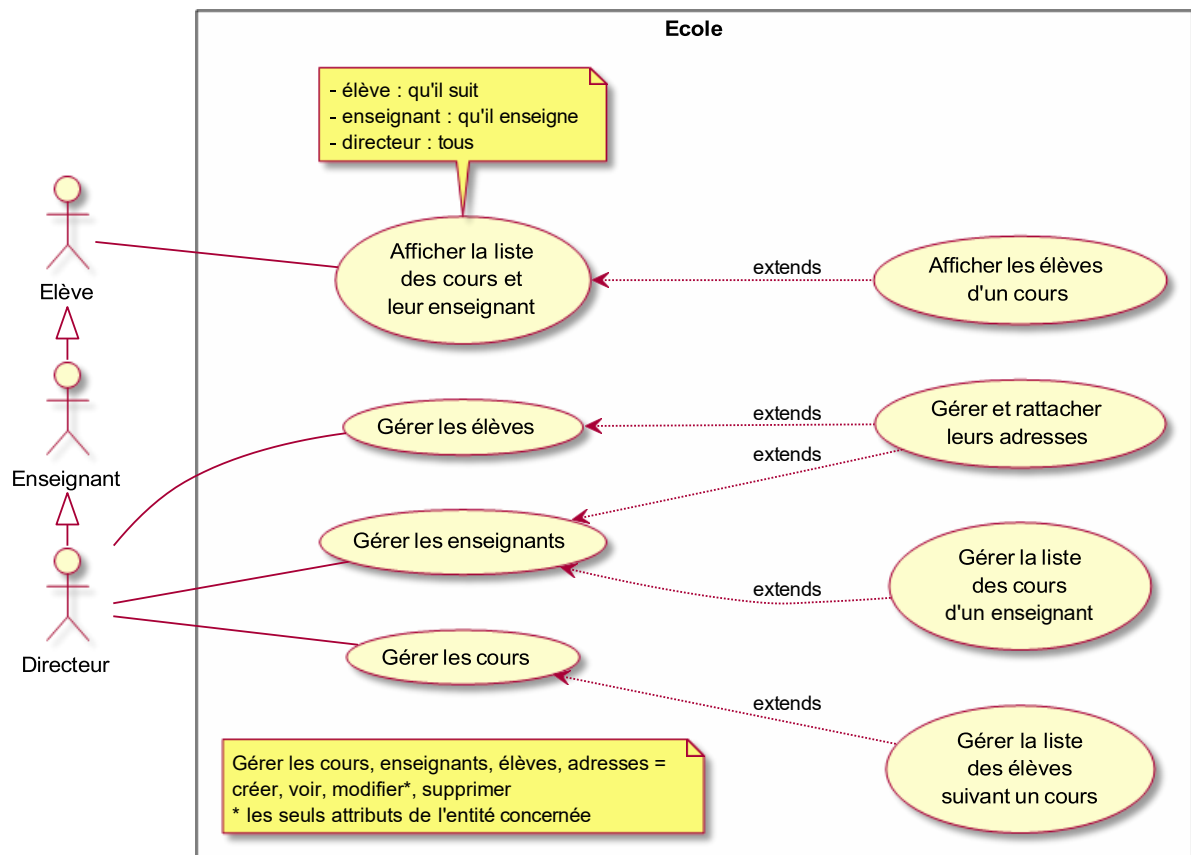 Ecole
- élève : qu'il suit
- enseignant : qu'il enseigne
- directeur : tous
Elève
Afficher la liste
des cours et
leur enseignant
extends
Afficher les élèves
d'un cours
Enseignant
Gérer les élèves
extends
Gérer et rattacher
leurs adresses
extends
Directeur
Gérer les enseignants
extends
Gérer la liste
des cours
d'un enseignant
Gérer les cours
extends
Gérer la liste
des élèves
suivant un cours
Gérer les cours, enseignants, élèves, adresses =
créer, voir, modifier*, supprimer
* les seuls attributs de l'entité concernée